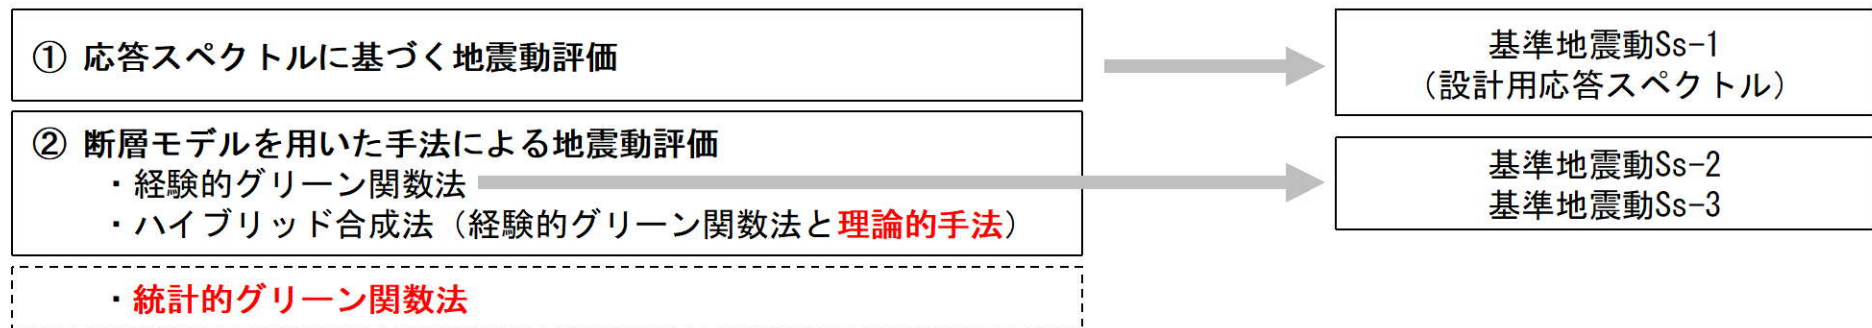 ① 応答スペクトルに基づく地震動評価
基準地震動Ss-1
(設計用応答スペクトル)
② 断層モデルを用いた手法による地震動評価
・経験的グリーン関数法
・ハイブリッド合成法（経験的グリーン関数法と理論的手法）
基準地震動Ss-2
基準地震動Ss-3
・統計的グリーン関数法